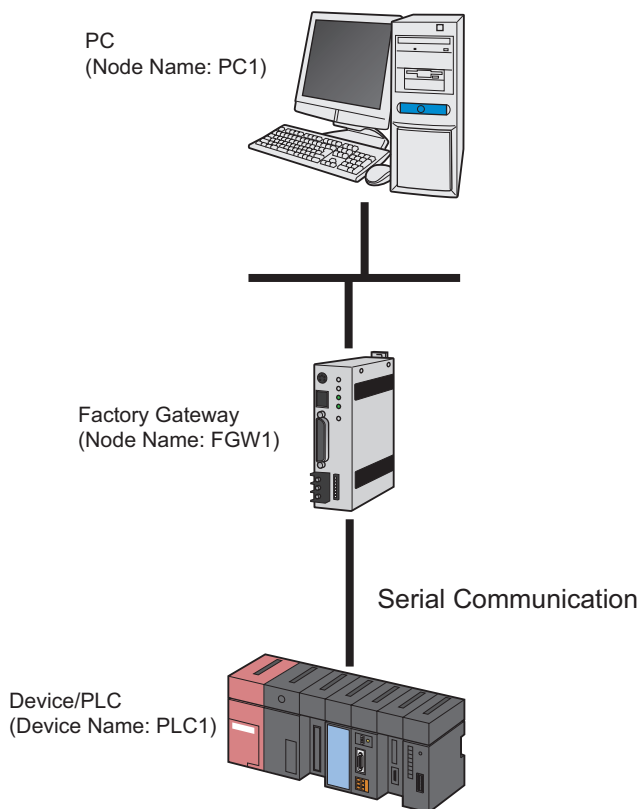 PC
(Node Name: PC1)
Factory Gateway
(Node Name: FGW1)
Serial Communication
Device/PLC
(Device Name: PLC1)